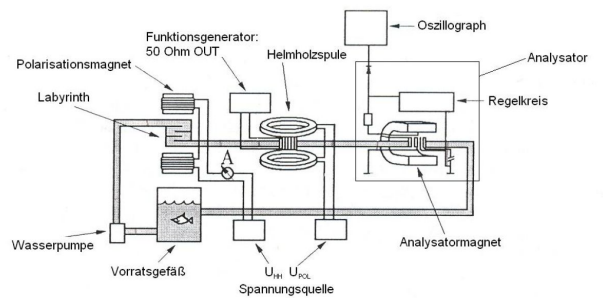 Oszillograph
Funktionsgenerator:
50 Ohm OUT
Helmholzspule
Analysator
Polarisationsmagnet
Labyrinth
Regelkreis
A
Wasserpumpe
Vorratsgefäß
U_HH U_POL
Spannungsquelle
Analysatormagnet